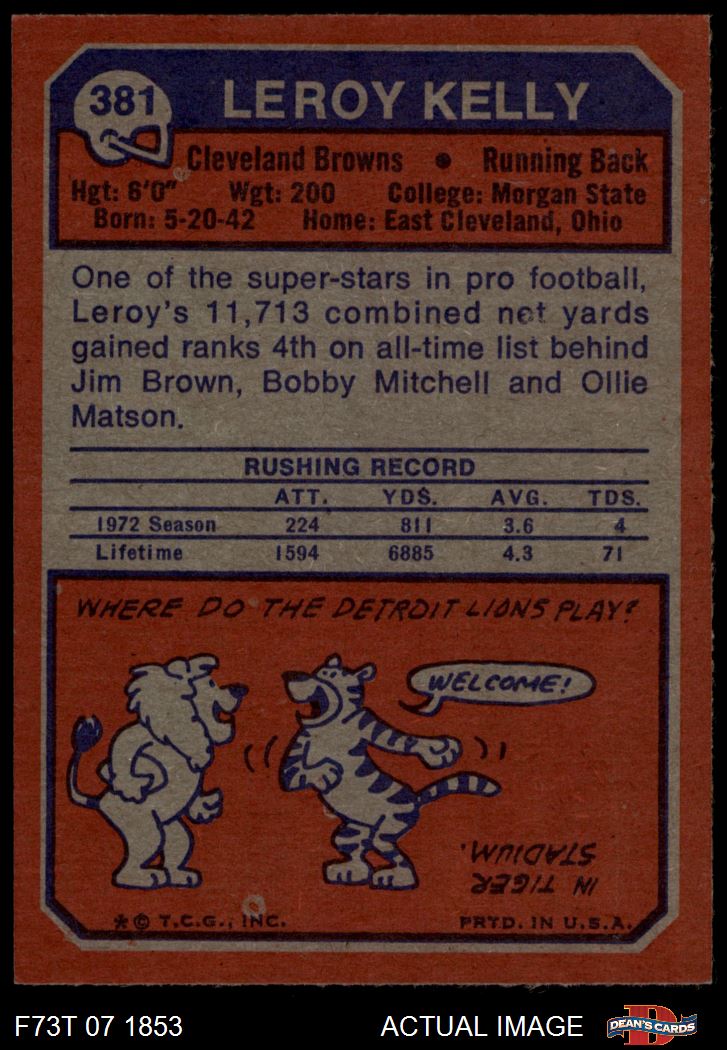 381
LEROY KELLY
Cleveland Browns • Running Back
Hgt: 6'0" Wgt: 200 College: Morgan State
Born: 5-20-42 Home: East Cleveland, Ohio
One of the super-stars in pro football,
Leroy's 11,713 combined net yards
gained ranks 4th on all-time list behind
Jim Brown, Bobby Mitchell and Ollie
Matson.
RUSHING RECORD
ATT. YDS. AVG. TDS.
1972 Season 224 811 3.6 4
Lifetime 1594 6885 4.3 71
WHERE DO THE DETROIT LIONS PLAY?
WELCOME!
IN TIGER
STADIUM.
* © T.C.G., INC. PRTD. IN U.S.A.
F73T 07 1853 ACTUAL IMAGE
D
DEAN'S CARDS